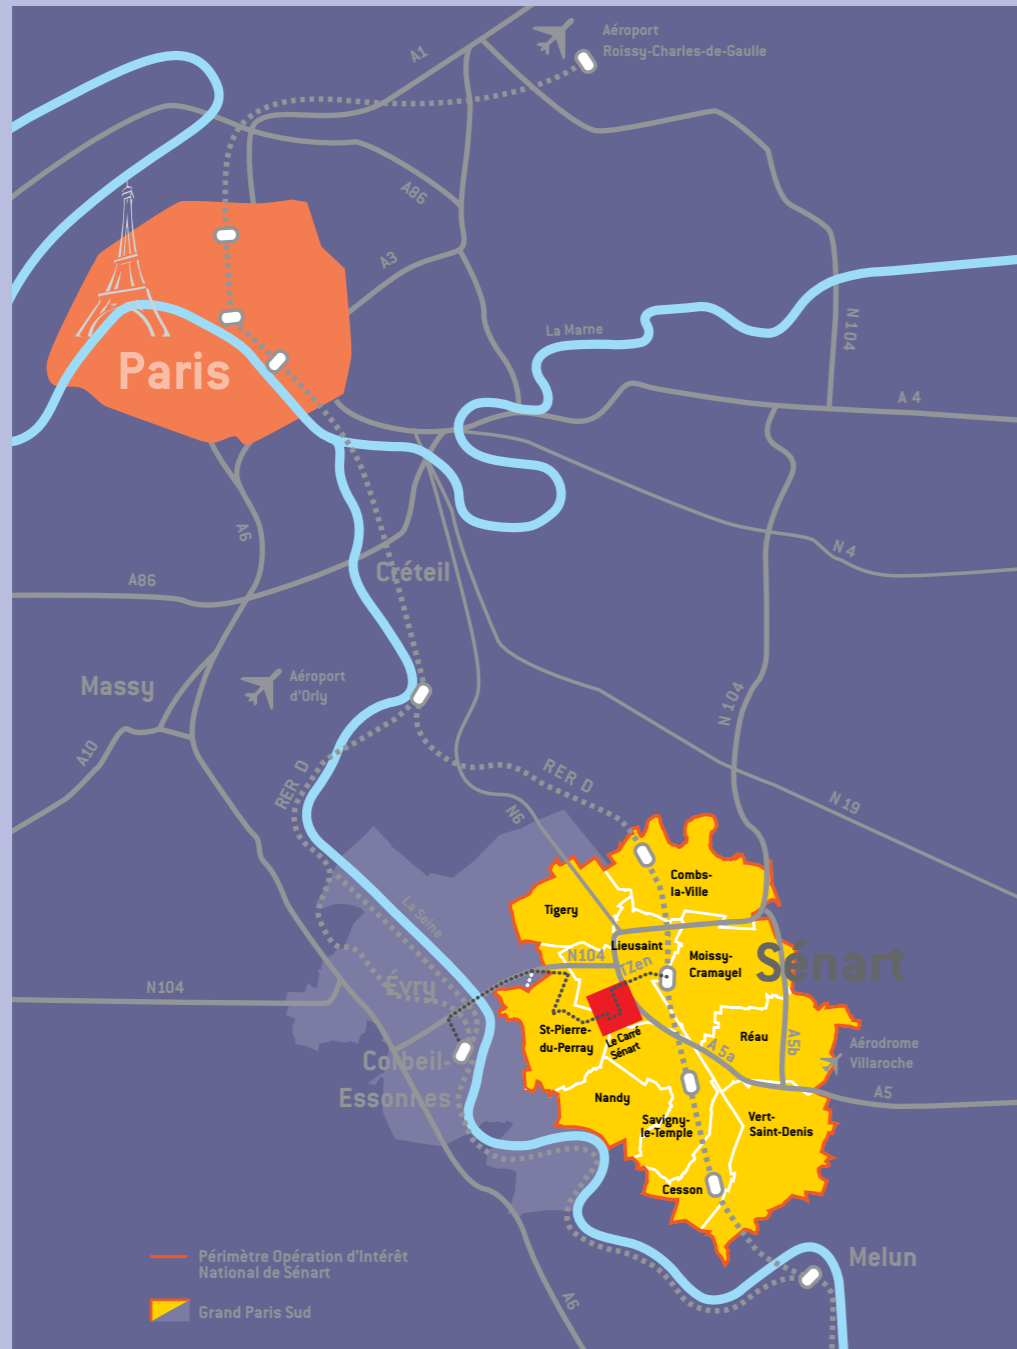 Aéroport
Roissy-Charles-de-Gaulle
A1
A86
A3
La Marne
N 104
Paris
A 4
A6
N 4
Créteil
A86
Massy
Aéroport
d'Orly
N 104
A10
RER D
RER D
N 19
N6
Combs-
la-Ville
Tigery
La Seine
Lieusaint
N104
TZen
Moissy-
Cramayel
Sénart
Évry
N104
St-Pierre-
du-Perray
Le Carré
Sénart
Réau
A 5a
A5b
Aérodrome
Villaroche
Corbeil-
Essonnes
A5
Nandy
Savigny-
le-Temple
Vert-
Saint-Denis
Cesson
Melun
Périmètre Opération d'Intérêt
National de Sénart
Grand Paris Sud
A6